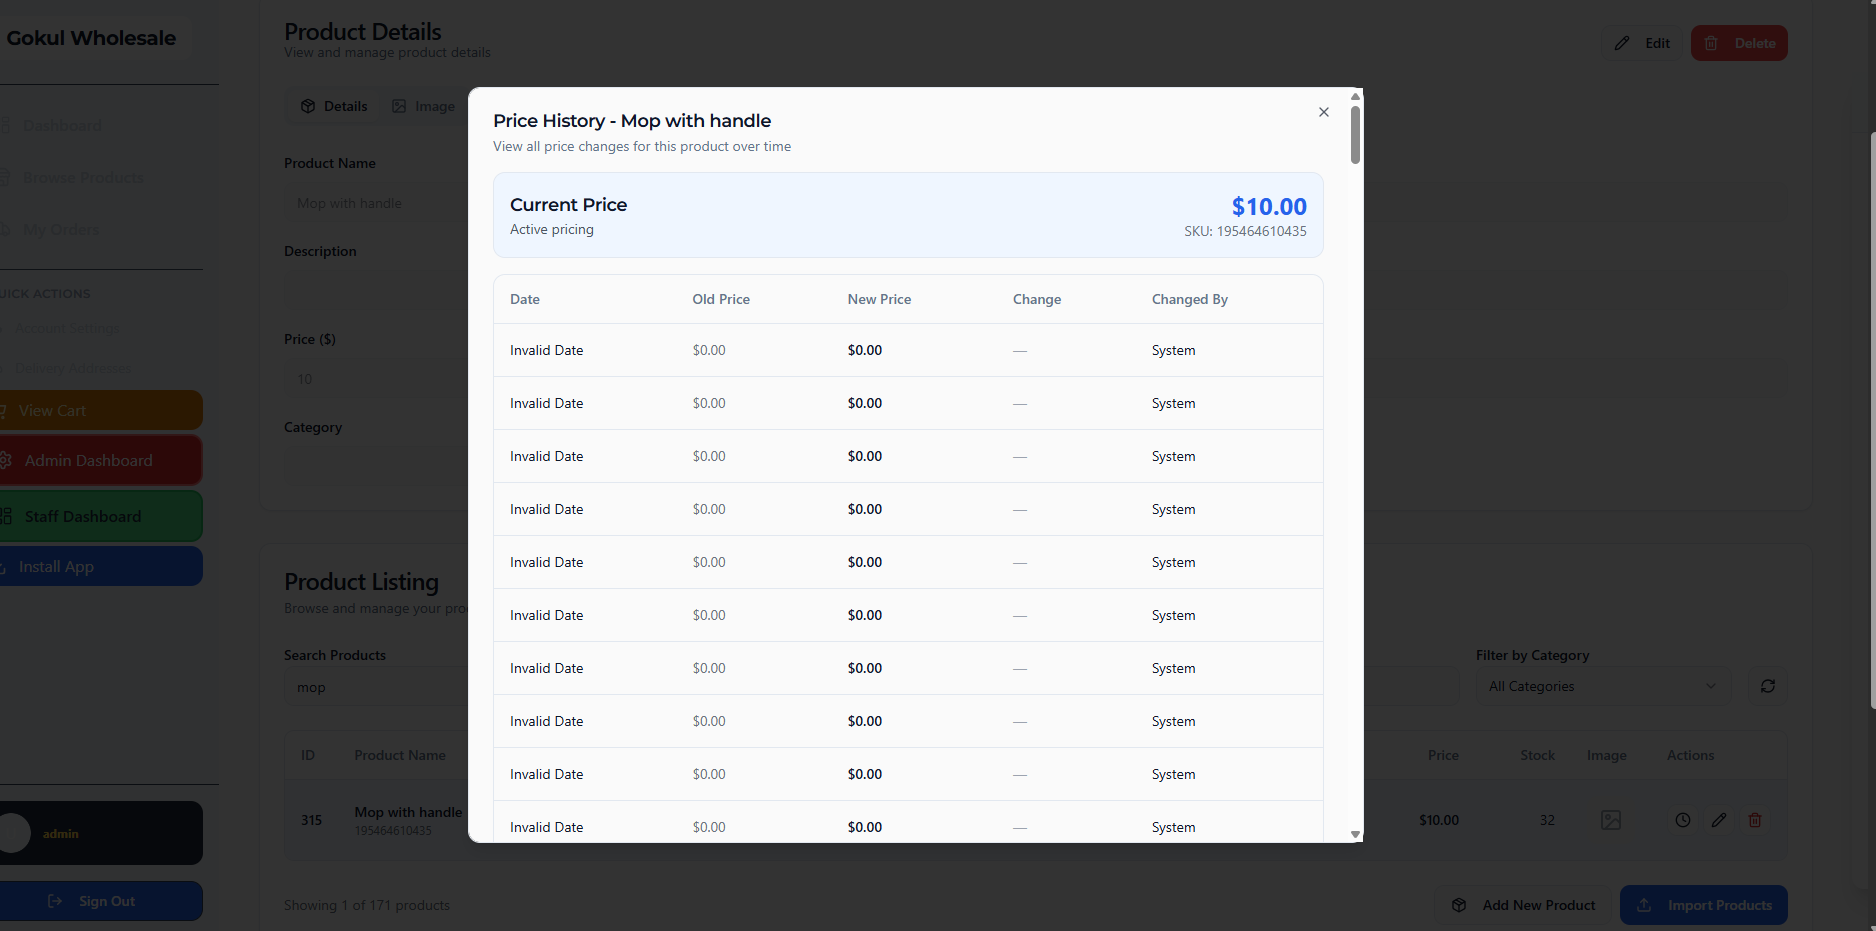 Gokul Wholesale
Dashboard
Browse Products
My Orders
UICK ACTIONS
Account Settings
Delivery Addresses
View Cart
Admin Dashboard
Staff Dashboard
Install App
admin
Sign Out
Product Details
View and manage product details
Edit
Delete
Details
Image
Product Name
Mop with handle
Description
Price ($)
10
Category
Price History - Mop with handle
View all price changes for this product over time
Current Price
Active pricing
$10.00
SKU: 195464610435
Date Old Price New Price Change Changed By
Invalid Date $0.00 $0.00 — System
Invalid Date $0.00 $0.00 — System
Invalid Date $0.00 $0.00 — System
Invalid Date $0.00 $0.00 — System
Invalid Date $0.00 $0.00 — System
Invalid Date $0.00 $0.00 — System
Invalid Date $0.00 $0.00 — System
Invalid Date $0.00 $0.00 — System
Invalid Date $0.00 $0.00 — System
Invalid Date $0.00 $0.00 — System
Product Listing
Browse and manage your pro
Search Products
mop
Filter by Category
All Categories
ID Product Name Price Stock Image Actions
315 Mop with handle $10.00 32
195464610435
Showing 1 of 171 products
Add New Product
Import Products